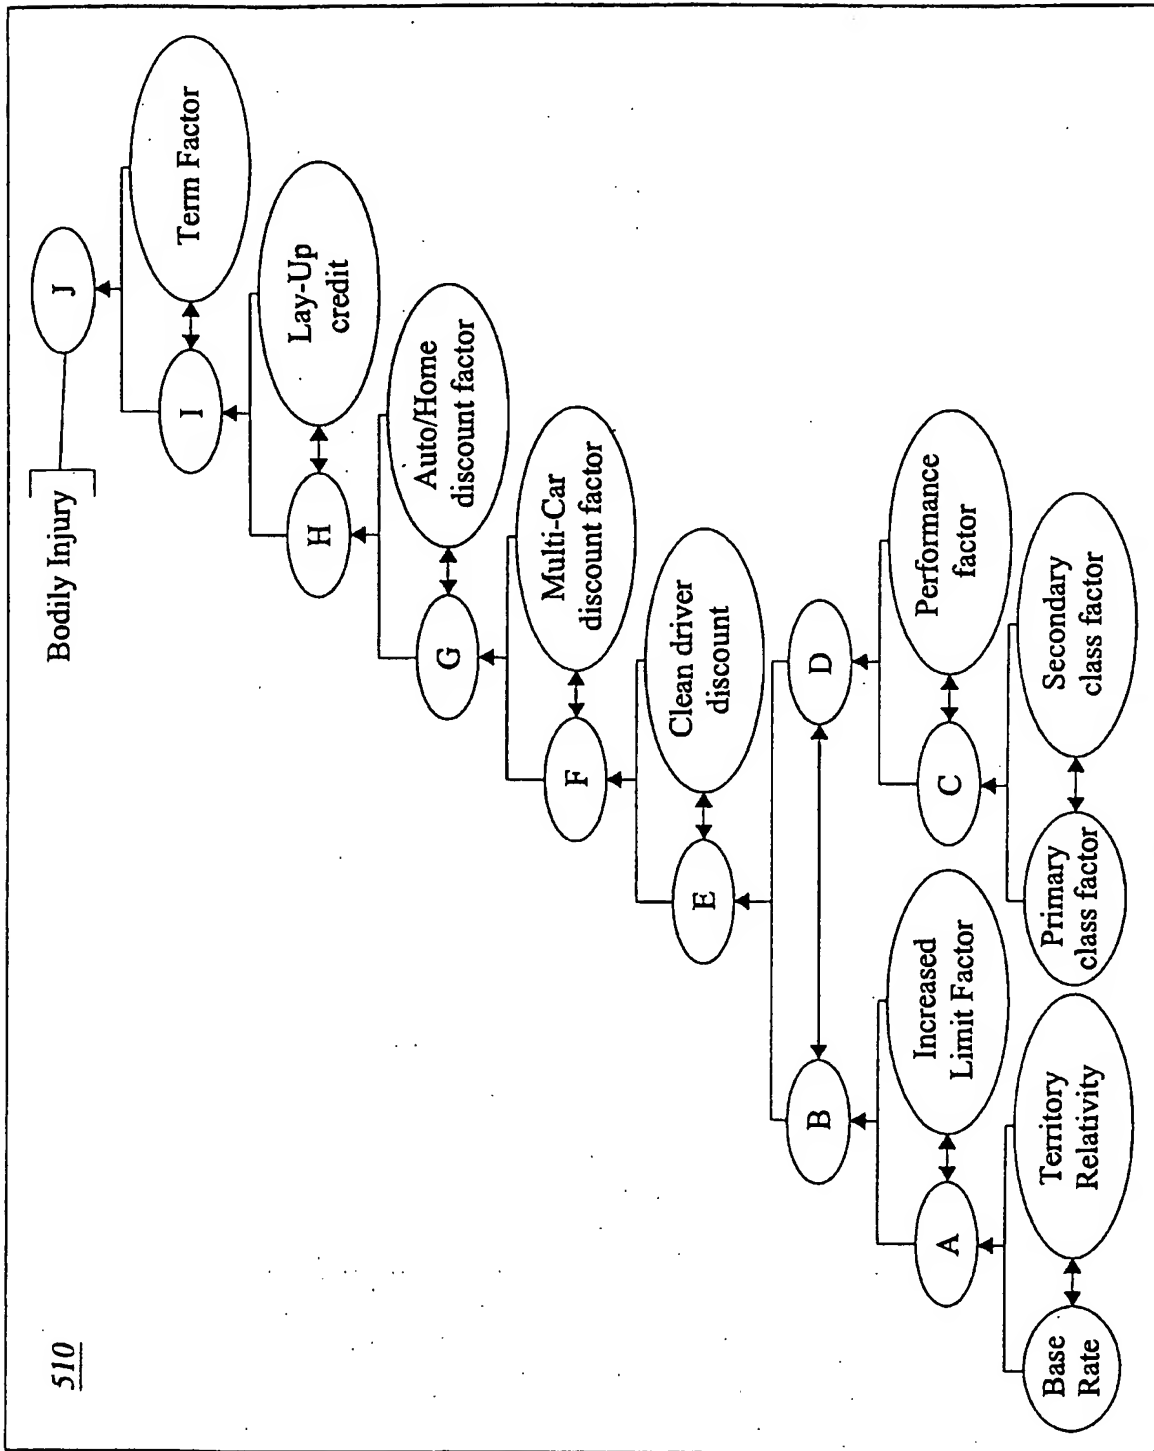 510
Bodily Injury
J
I
Term Factor
H
Lay-Up
credit
G
Auto/Home
discount factor
F
Multi-Car
discount factor
E
Clean driver
discount
B
D
A
Increased
Limit Factor
C
Performance
factor
Base
Rate
Territory
Relativity
Primary
class factor
Secondary
class factor